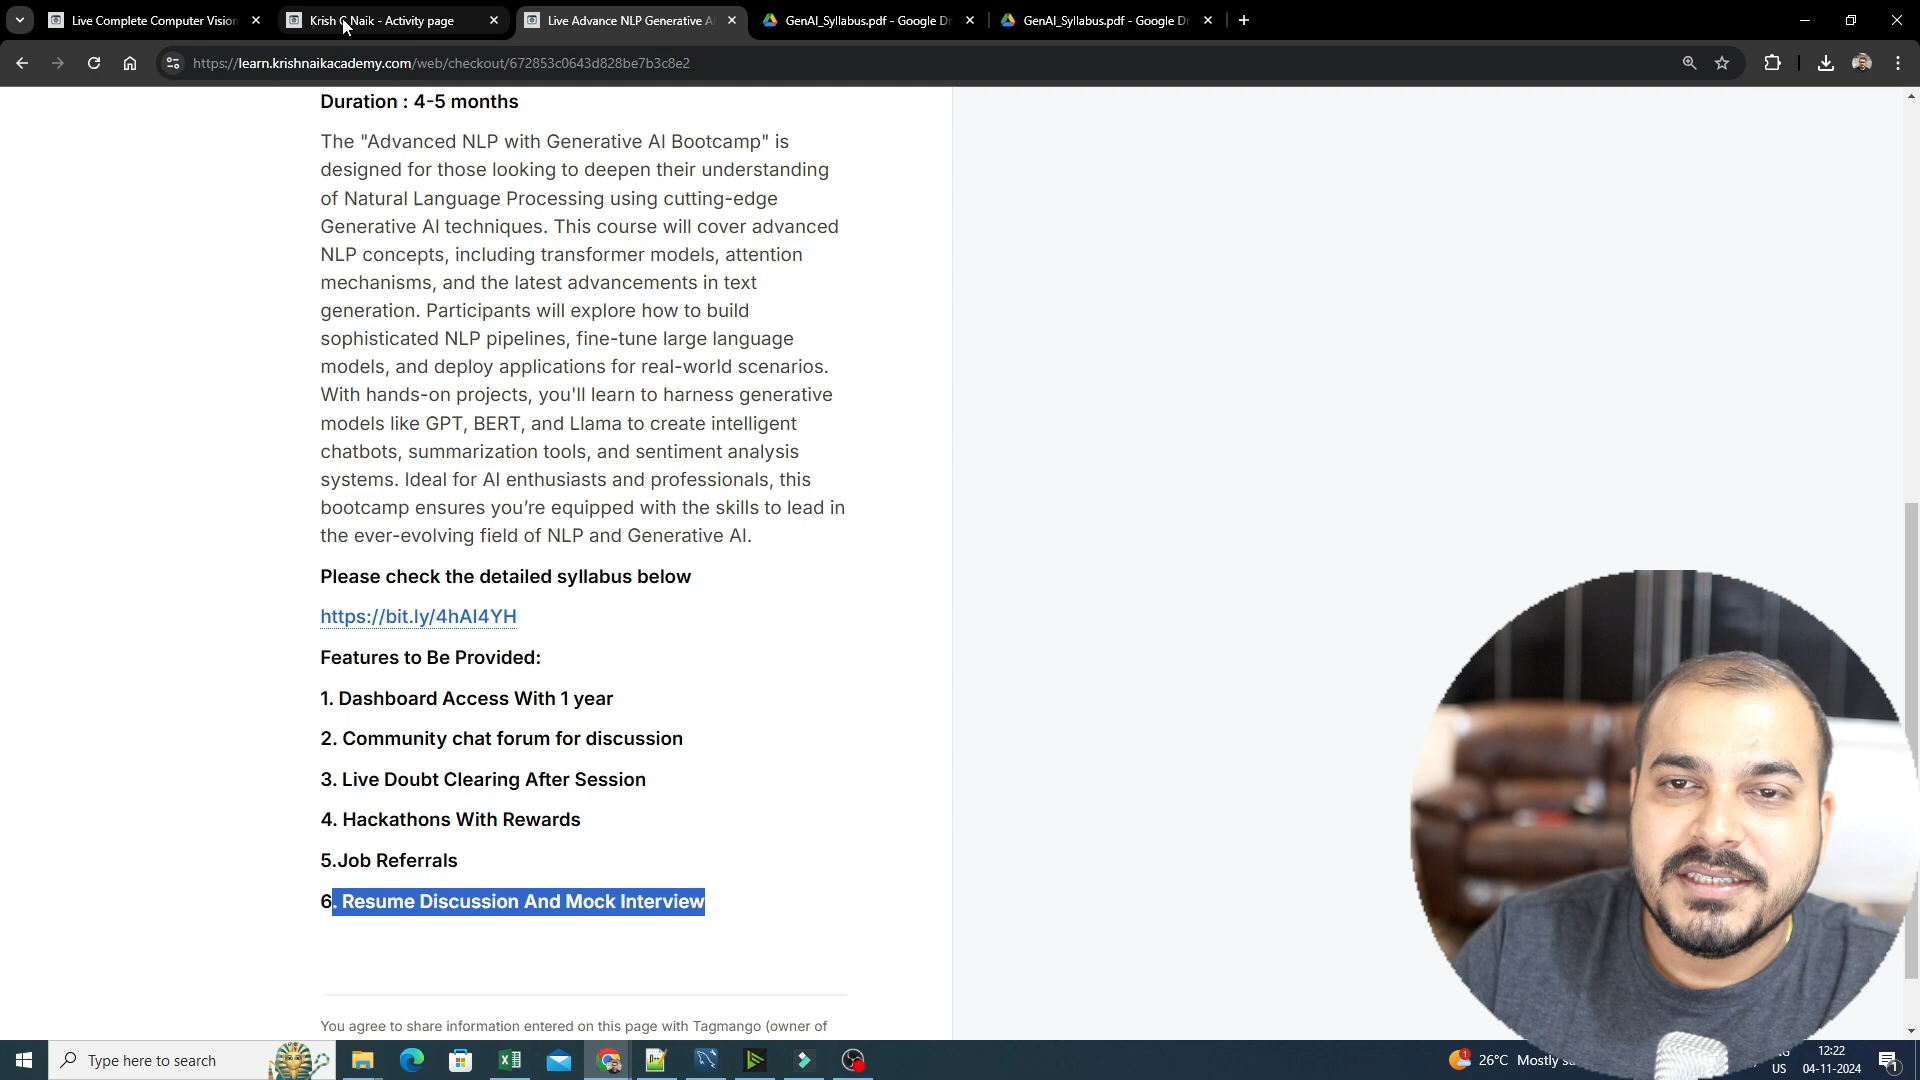 Live Complete Computer Vision
Krish C Naik - Activity page
Live Advance NLP Generative A
GenAI_Syllabus.pdf - Google Dr
GenAI_Syllabus.pdf - Google Dr
https://learn.krishnaikacademy.com/web/checkout/672853c0643d828be7b3c8e2
Duration : 4-5 months
The "Advanced NLP with Generative AI Bootcamp" is
designed for those looking to deepen their understanding
of Natural Language Processing using cutting-edge
Generative AI techniques. This course will cover advanced
NLP concepts, including transformer models, attention
mechanisms, and the latest advancements in text
generation. Participants will explore how to build
sophisticated NLP pipelines, fine-tune large language
models, and deploy applications for real-world scenarios.
With hands-on projects, you'll learn to harness generative
models like GPT, BERT, and Llama to create intelligent
chatbots, summarization tools, and sentiment analysis
systems. Ideal for AI enthusiasts and professionals, this
bootcamp ensures you're equipped with the skills to lead in
the ever-evolving field of NLP and Generative AI.
Please check the detailed syllabus below
https://bit.ly/4hAI4YH
Features to Be Provided:
1. Dashboard Access With 1 year
2. Community chat forum for discussion
3. Live Doubt Clearing After Session
4. Hackathons With Rewards
5.Job Referrals
6. Resume Discussion And Mock Interview
You agree to share information entered on this page with Tagmango (owner of
Type here to search
26°C Mostly
US
12:22
04-11-2024